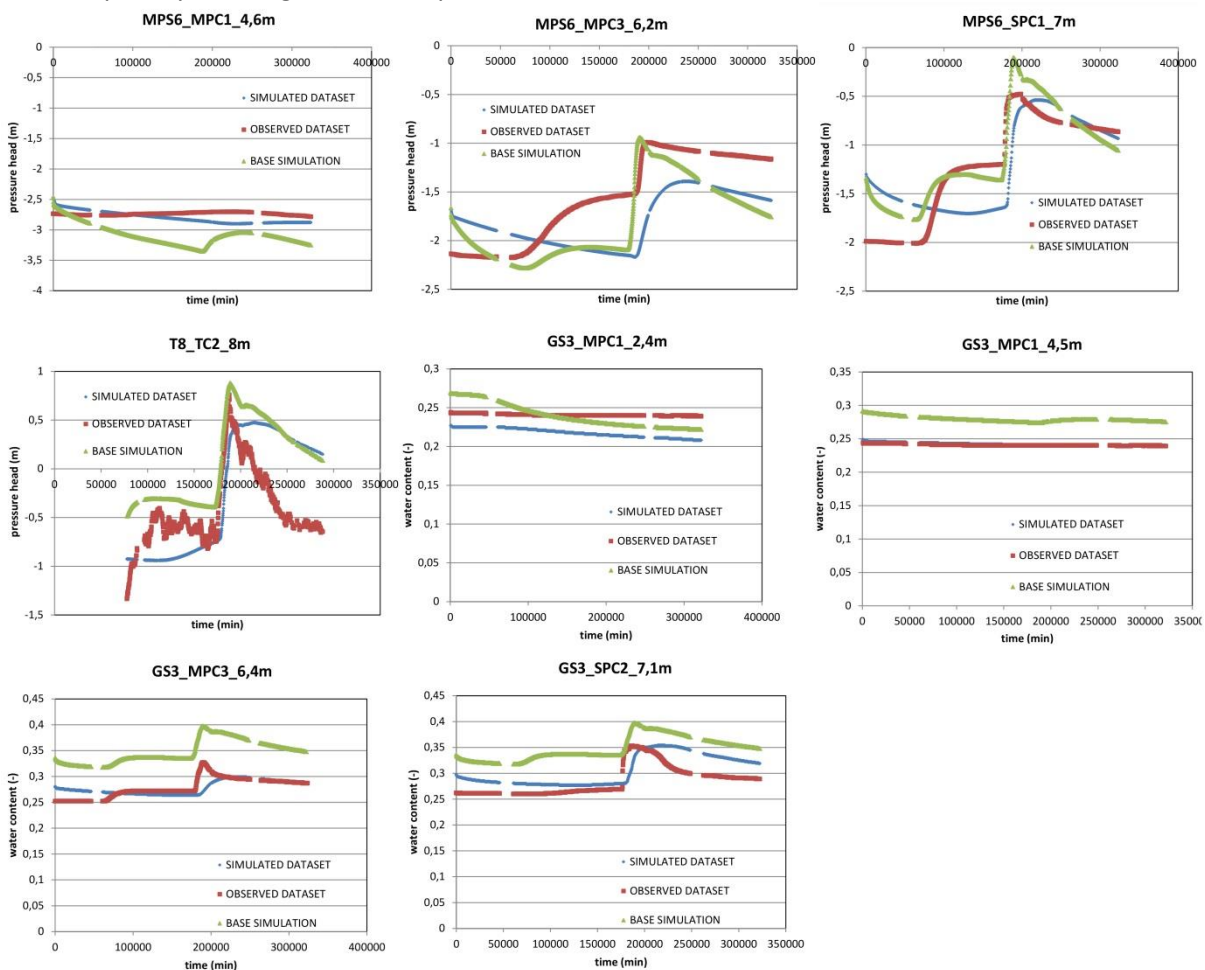 MPS6_MPC1_4,6m
0
0 100000 200000 300000 400000
-0,5
-1
-1,5
-2
-2,5
-3
-3,5
-4
pressure head (m)
SIMULATED DATASET
OBSERVED DATASET
BASE SIMULATION
time (min)
MPS6_MPC3_6,2m
0
0 50000 100000 150000 200000 250000 300000 350000
-0,5
-1
-1,5
-2
-2,5
pressure head (m)
SIMULATED DATASET
OBSERVED DATASET
BASE SIMULATION
time (min)
MPS6_SPC1_7m
0
0 100000 200000 300000 400000
-0,5
-1
-1,5
-2
-2,5
pressure head (m)
SIMULATED DATASET
OBSERVED DATASET
BASE SIMULATION
time (min)
T8_TC2_8m
1
0,5
0
0 50000 100000 150000 200000 250000 300000 350000
-0,5
-1
-1,5
pressure head (m)
SIMULATED DATASET
OBSERVED DATASET
BASE SIMULATION
time (min)
GS3_MPC1_2,4m
0,3
0,25
0,2
0,15
0,1
0,05
0
0 100000 200000 300000 400000
water content (-)
SIMULATED DATASET
OBSERVED DATASET
BASE SIMULATION
time (min)
GS3_MPC1_4,5m
0,35
0,3
0,25
0,2
0,15
0,1
0,05
0
0 50000 100000 150000 200000 250000 300000 35000
water content (-)
SIMULATED DATASET
OBSERVED DATASET
BASE SIMULATION
time (min)
GS3_MPC3_6,4m
0,45
0,4
0,35
0,3
0,25
0,2
0,15
0,1
0,05
0
0 100000 200000 300000 400000
water content (-)
SIMULATED DATASET
OBSERVED DATASET
BASE SIMULATION
time (min)
GS3_SPC2_7,1m
0,45
0,4
0,35
0,3
0,25
0,2
0,15
0,1
0,05
0
0 50000 100000 150000 200000 250000 300000 350000
water content (-)
SIMULATED DATASET
OBSERVED DATASET
BASE SIMULATION
time (min)